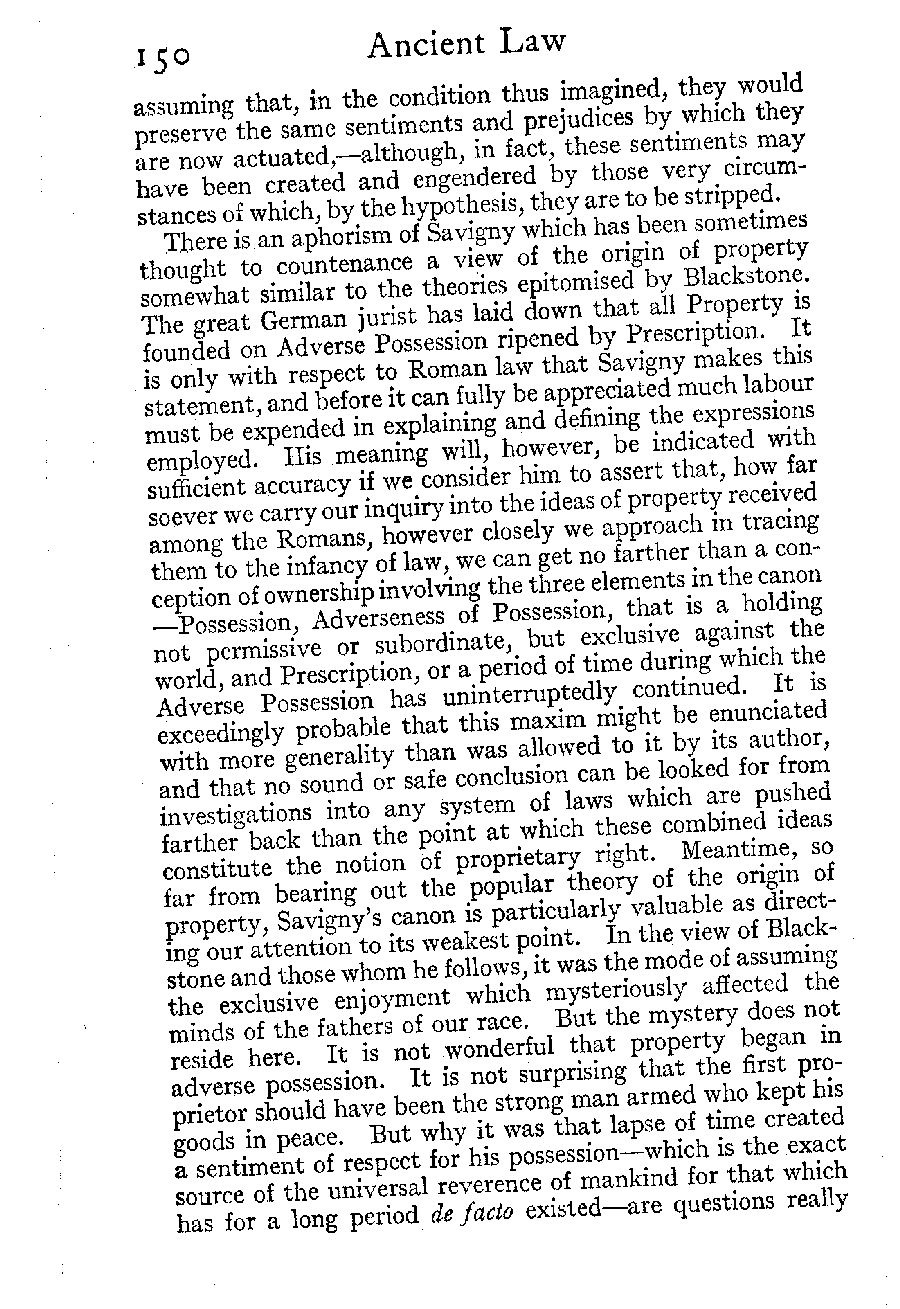 150 Ancient Law
assuming that, in the condition thus imagined, they would
preserve the same sentiments and prejudices by which they
are now actuated,—although, in fact, these sentiments may
have been created and engendered by those very circum-
stances of which, by the hypothesis, they are to be stripped.
There is an aphorism of Savigny which has been sometimes
thought to countenance a view of the origin of property
somewhat similar to the theories epitomised by Blackstone.
The great German jurist has laid down that all Property is
founded on Adverse Possession ripened by Prescription. It
is only with respect to Roman law that Savigny makes this
statement, and before it can fully be appreciated much labour
must be expended in explaining and defining the expressions
employed. His meaning will, however, be indicated with
sufficient accuracy if we consider him to assert that, how far
soever we carry our inquiry into the ideas of property received
among the Romans, however closely we approach in tracing
them to the infancy of law, we can get no farther than a con-
ception of ownership involving the three elements in the canon
—Possession, Adverseness of Possession, that is a holding
not permissive or subordinate, but exclusive against the
world, and Prescription, or a period of time during which the
Adverse Possession has uninterruptedly continued. It is
exceedingly probable that this maxim might be enunciated
with more generality than was allowed to it by its author,
and that no sound or safe conclusion can be looked for from
investigations into any system of laws which are pushed
farther back than the point at which these combined ideas
constitute the notion of proprietary right. Meantime, so
far from bearing out the popular theory of the origin of
property, Savigny's canon is particularly valuable as direct-
ing our attention to its weakest point. In the view of Black-
stone and those whom he follows, it was the mode of assuming
the exclusive enjoyment which mysteriously affected the
minds of the fathers of our race. But the mystery does not
reside here. It is not wonderful that property began in
adverse possession. It is not surprising that the first pro-
prietor should have been the strong man armed who kept his
goods in peace. But why it was that lapse of time created
a sentiment of respect for his possession—which is the exact
source of the universal reverence of mankind for that which
has for a long period de facto existed—are questions really